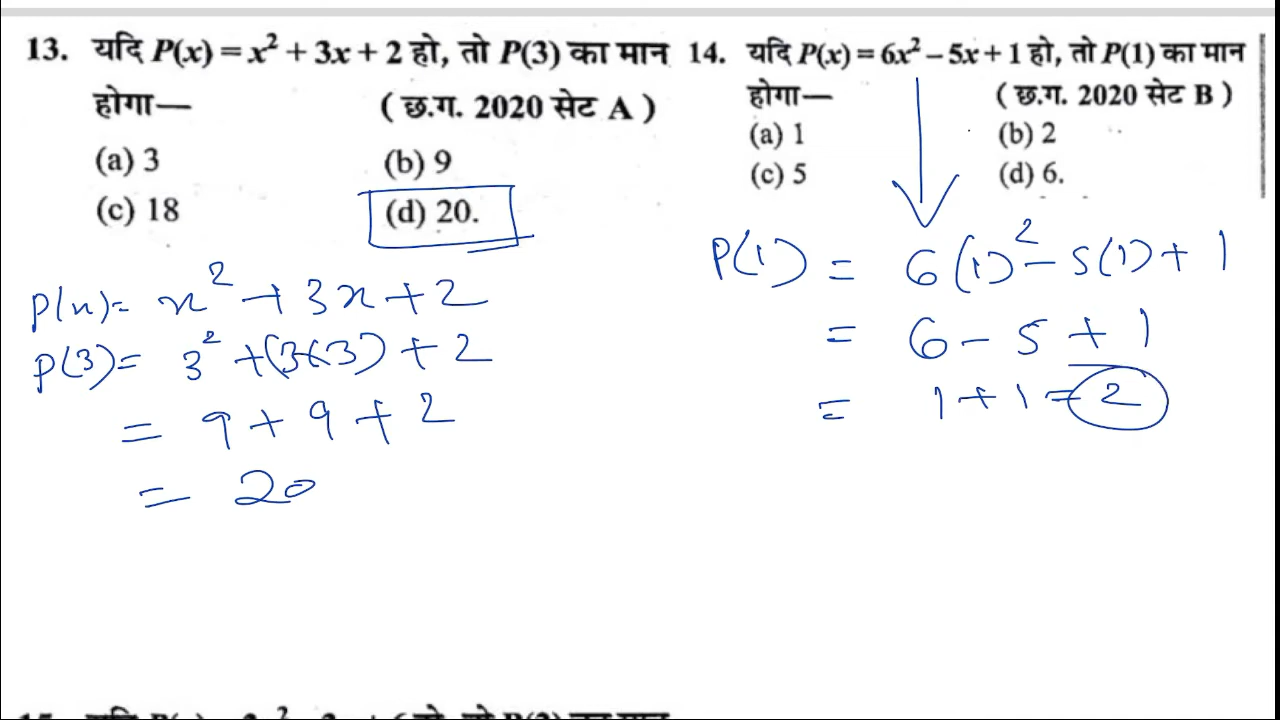 13. यदि P(x) = x² + 3x + 2 हो, तो P(3) का मान
होगा— ( छ.ग. 2020 सेट A )
(a) 3 (b) 9
(c) 18 (d) 20.
P(x)= x² + 3x + 2
P(3)= 3² + (3×3) + 2
= 9 + 9 + 2
= 20
14. यदि P(x) = 6x² – 5x + 1 हो, तो P(1) का मान
होगा— ( छ.ग. 2020 सेट B )
(a) 1 (b) 2
(c) 5 (d) 6.
P(1) = 6(1)² - 5(1) + 1
= 6 - 5 + 1
= 1 + 1 = 2